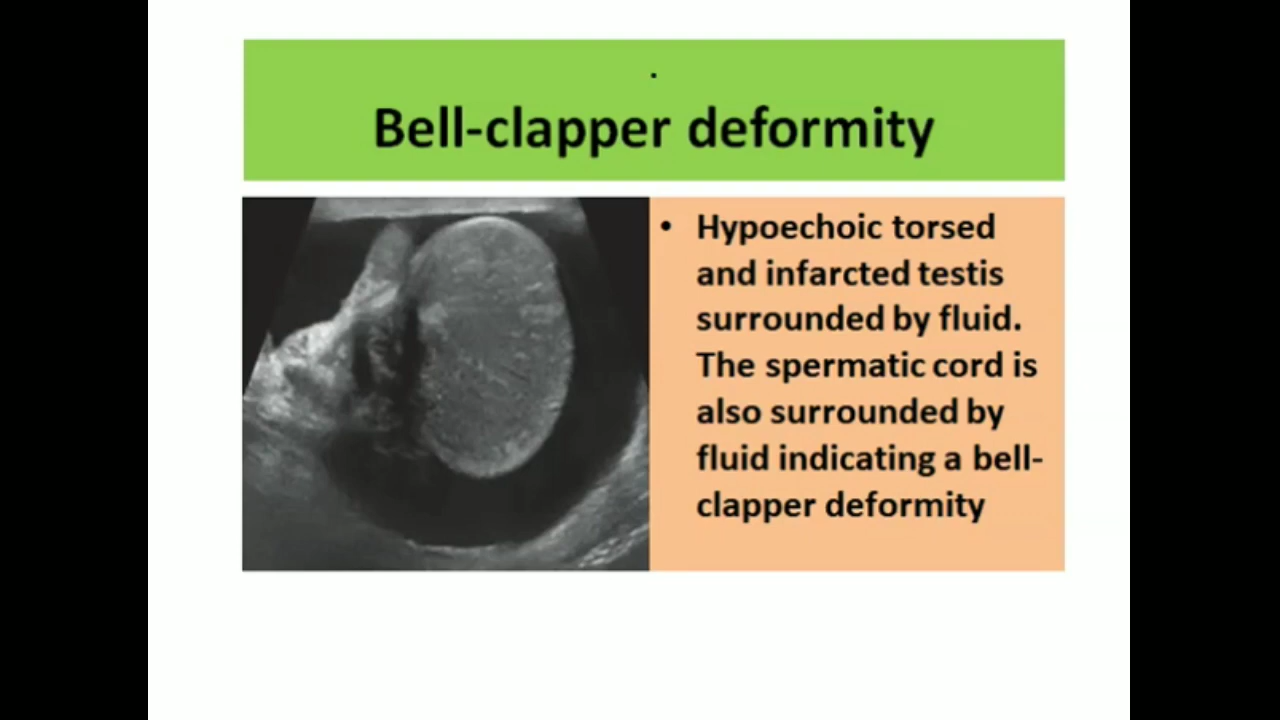 .
Bell-clapper deformity
• Hypoechoic torsed
and infarcted testis
surrounded by fluid.
The spermatic cord is
also surrounded by
fluid indicating a bell-
clapper deformity